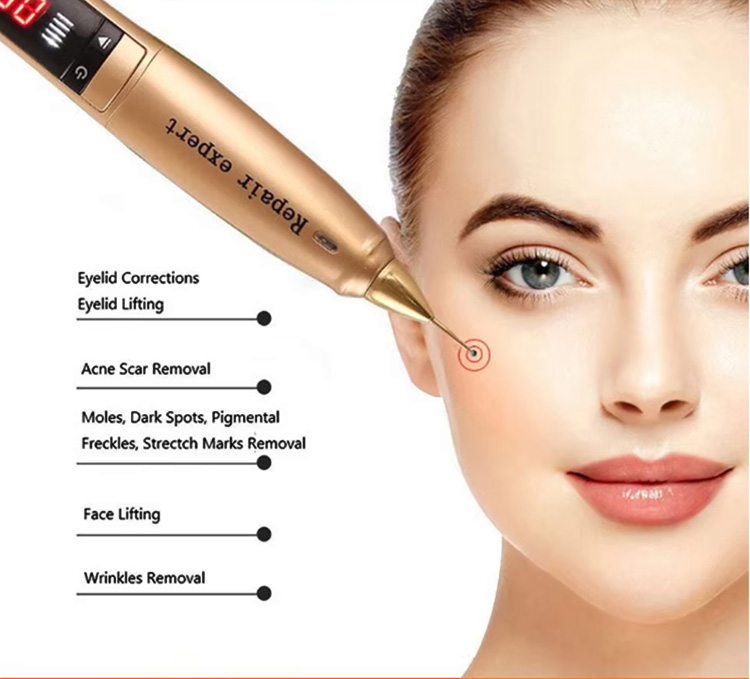 Repair expert
Eyelid Corrections
Eyelid Lifting
Acne Scar Removal
Moles, Dark Spots, Pigmental
Freckles, Strectch Marks Removal
Face Lifting
Wrinkles Removal